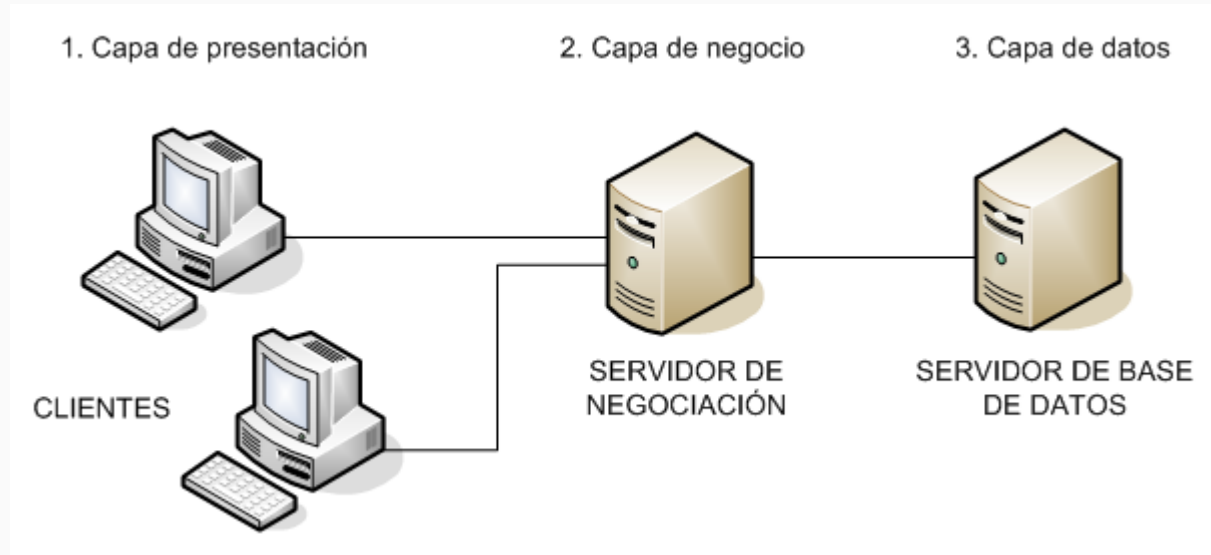 1. Capa de presentación
2. Capa de negocio
3. Capa de datos
CLIENTES
SERVIDOR DE
NEGOCIACIÓN
SERVIDOR DE BASE
DE DATOS